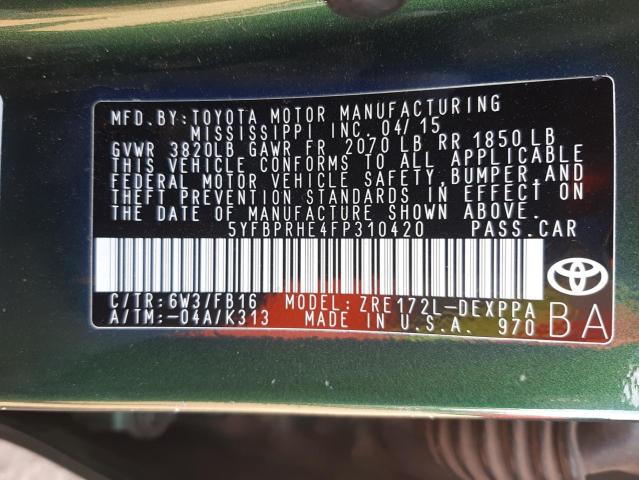 MFD.BY:TOYOTA MOTOR MANUFACTURING
MISSISSIPPI INC. 04/15
GVWR 3820LB GAWR FR 2070 LB RR 1850 LB
THIS VEHICLE CONFORMS TO ALL APPLICABLE
FEDERAL MOTOR VEHICLE SAFETY,BUMPER,AND
THEFT PREVENTION STANDARDS IN EFFECT ON
THE DATE OF MANUFACTURE SHOWN ABOVE.
5YFBPRHE4FP310420 PASS.CAR
C/TR:6W3/FB16 MODEL:ZRE172L-DEXPPA
A/TM:-04A/K313 MADE IN U.S.A. 970
BA